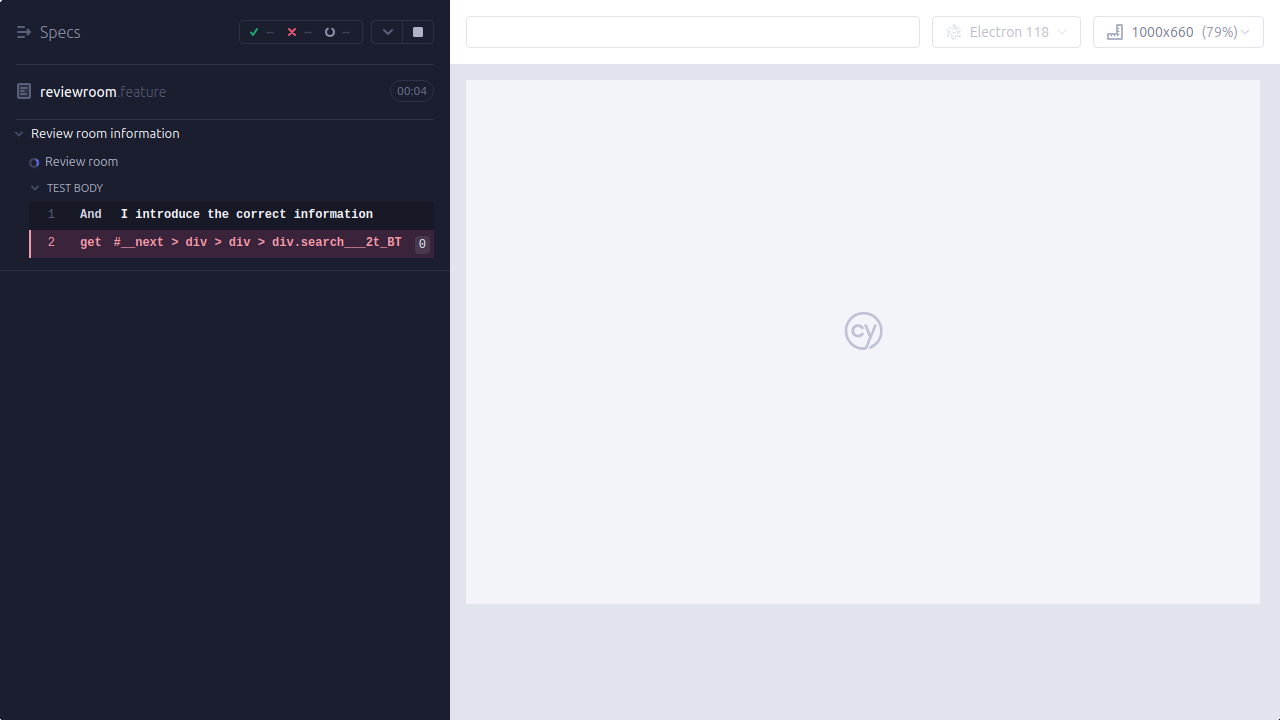 Specs
--
--
--
Electron 118
1000x660 (79%)
reviewroom.feature
00:04
Review room information
Review room
TEST BODY
1 And I introduce the correct information
2 get #__next > div > div > div.search___2t_BT 0
cy